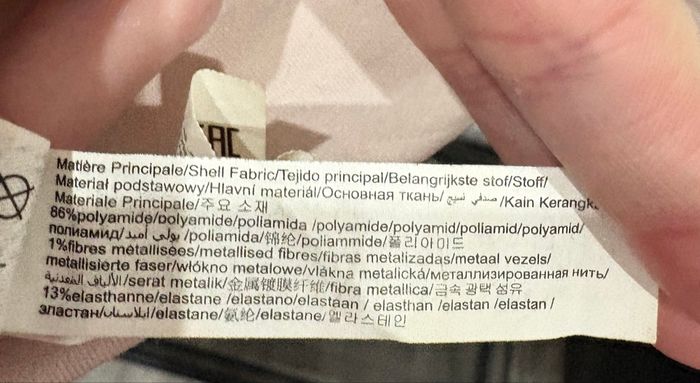 EAC
Matière Principale/Shell Fabric/Tejido principal/Belangrijkste stof/Stoff/
Materiał podstawowy/Hlavní materiál/Основная ткань/ صدفي نسيج /Kain Kerangk
Materiale Principale/주요 소재
86%polyamide/polyamide/poliamida /polyamide/polyamid/poliamid/polyamid/
полиамид/بولي أميد /poliamida/锦纶/poliammide/폴리아미드
1%fibres métallisées/metallised fibres/fibras metalizadas/metaal vezels/
metallisierte faser/włókno metalowe/vlákna metalická/металлизированная нить/
الألياف المعدنية/serat metalik/金属镀膜纤维/fibra metallica/금속 광택 섬유
13%elasthanne/elastane /elastano/elastaan / elasthan /elastan /elastan /
эластан/ايلاستان/elastane/氨纶/elastane/엘라스테인